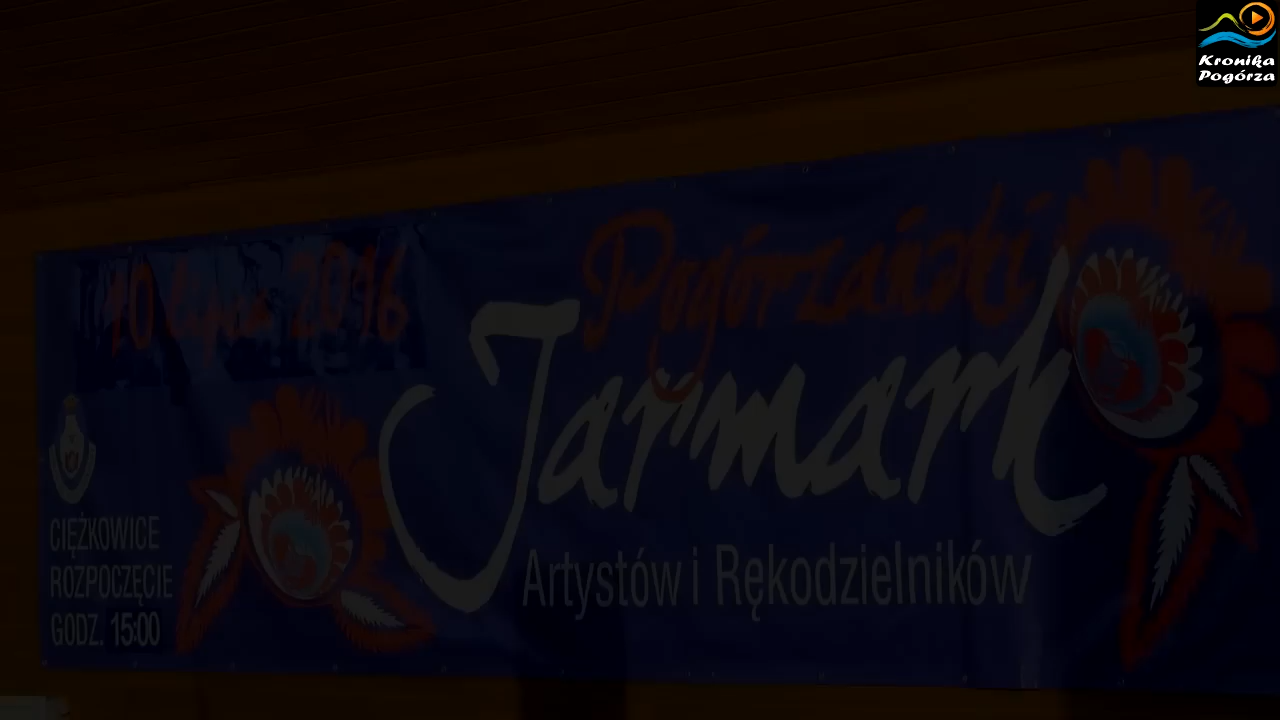 Kronika
Pogórza
10 lipca 2016
Pogórzański
Jarmark
Artystów i Rękodzielników
CIĘŻKOWICE
ROZPOCZĘCIE
GODZ. 15:00